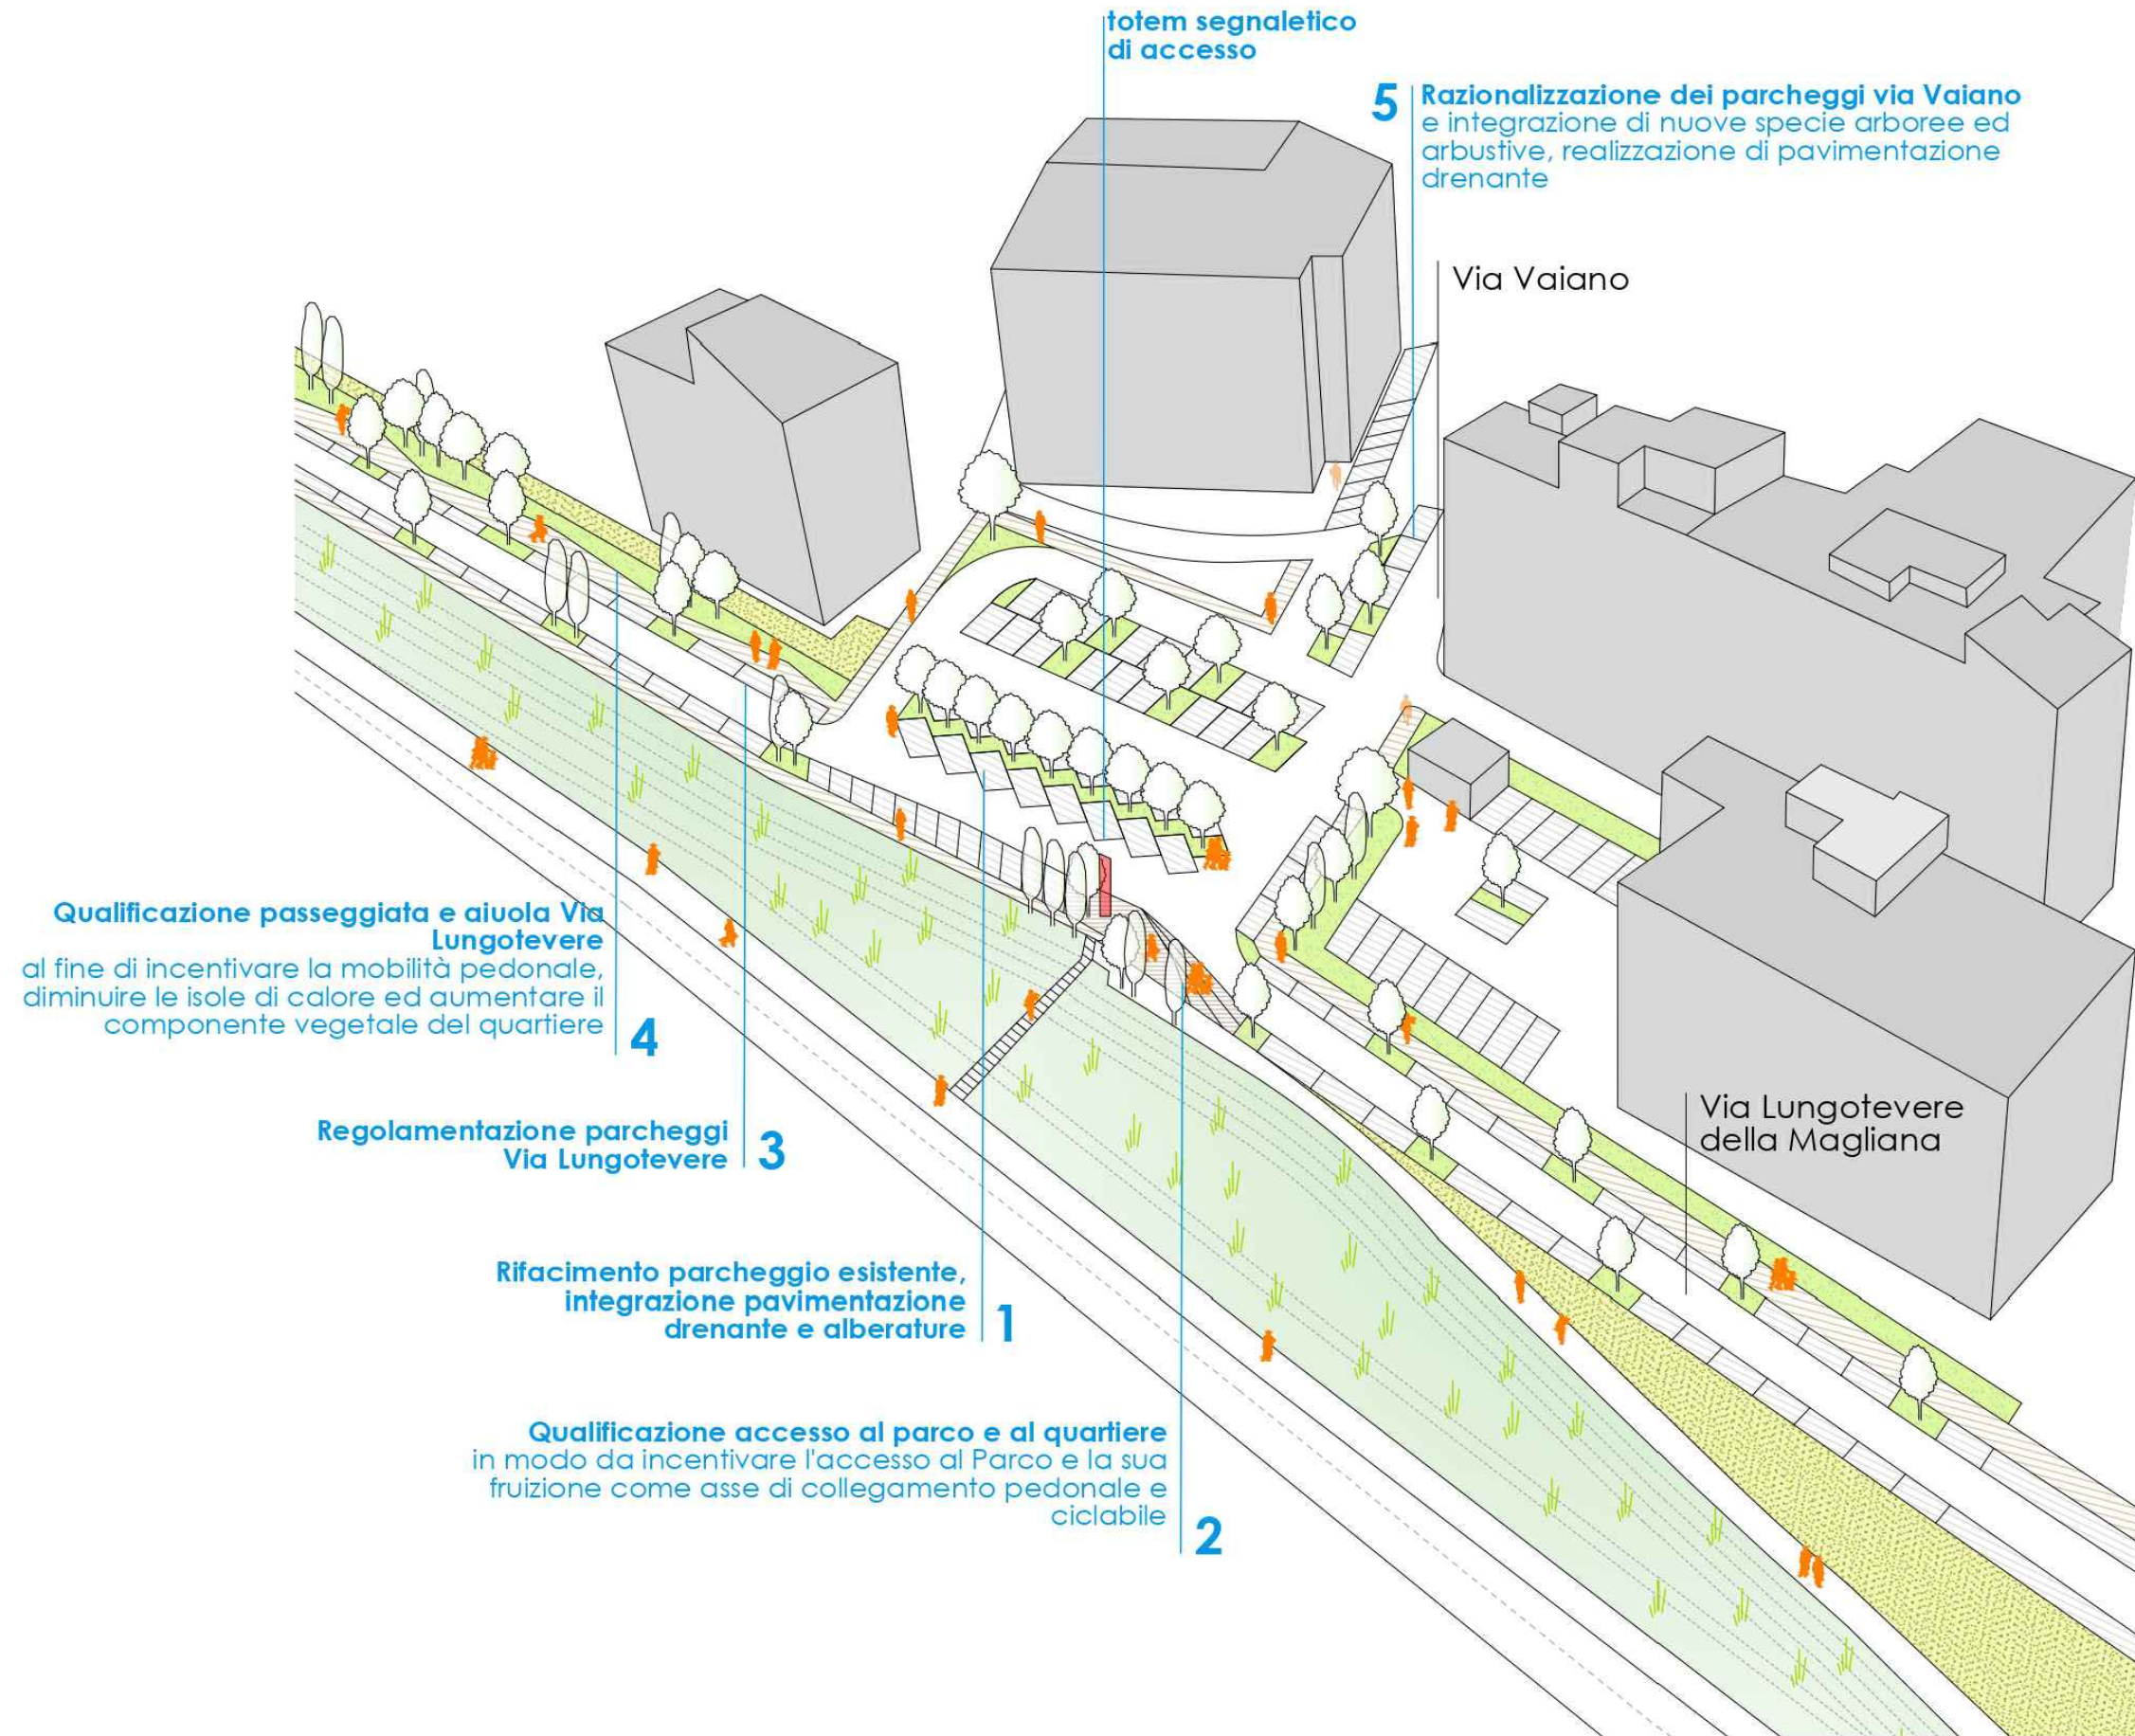 totem segnaletico
di accesso
5
Razionalizzazione dei parcheggi via Vaiano
e integrazione di nuove specie arboree ed
arbustive, realizzazione di pavimentazione
drenante
Via Vaiano
Qualificazione passeggiata e aiuola Via
Lungotevere
al fine di incentivare la mobilità pedonale,
diminuire le isole di calore ed aumentare il
componente vegetale del quartiere
4
Regolamentazione parcheggi
Via Lungotevere
3
Via Lungotevere
della Magliana
Rifacimento parcheggio esistente,
integrazione pavimentazione
drenante e alberature
1
Qualificazione accesso al parco e al quartiere
in modo da incentivare l'accesso al Parco e la sua
fruizione come asse di collegamento pedonale e
ciclabile
2